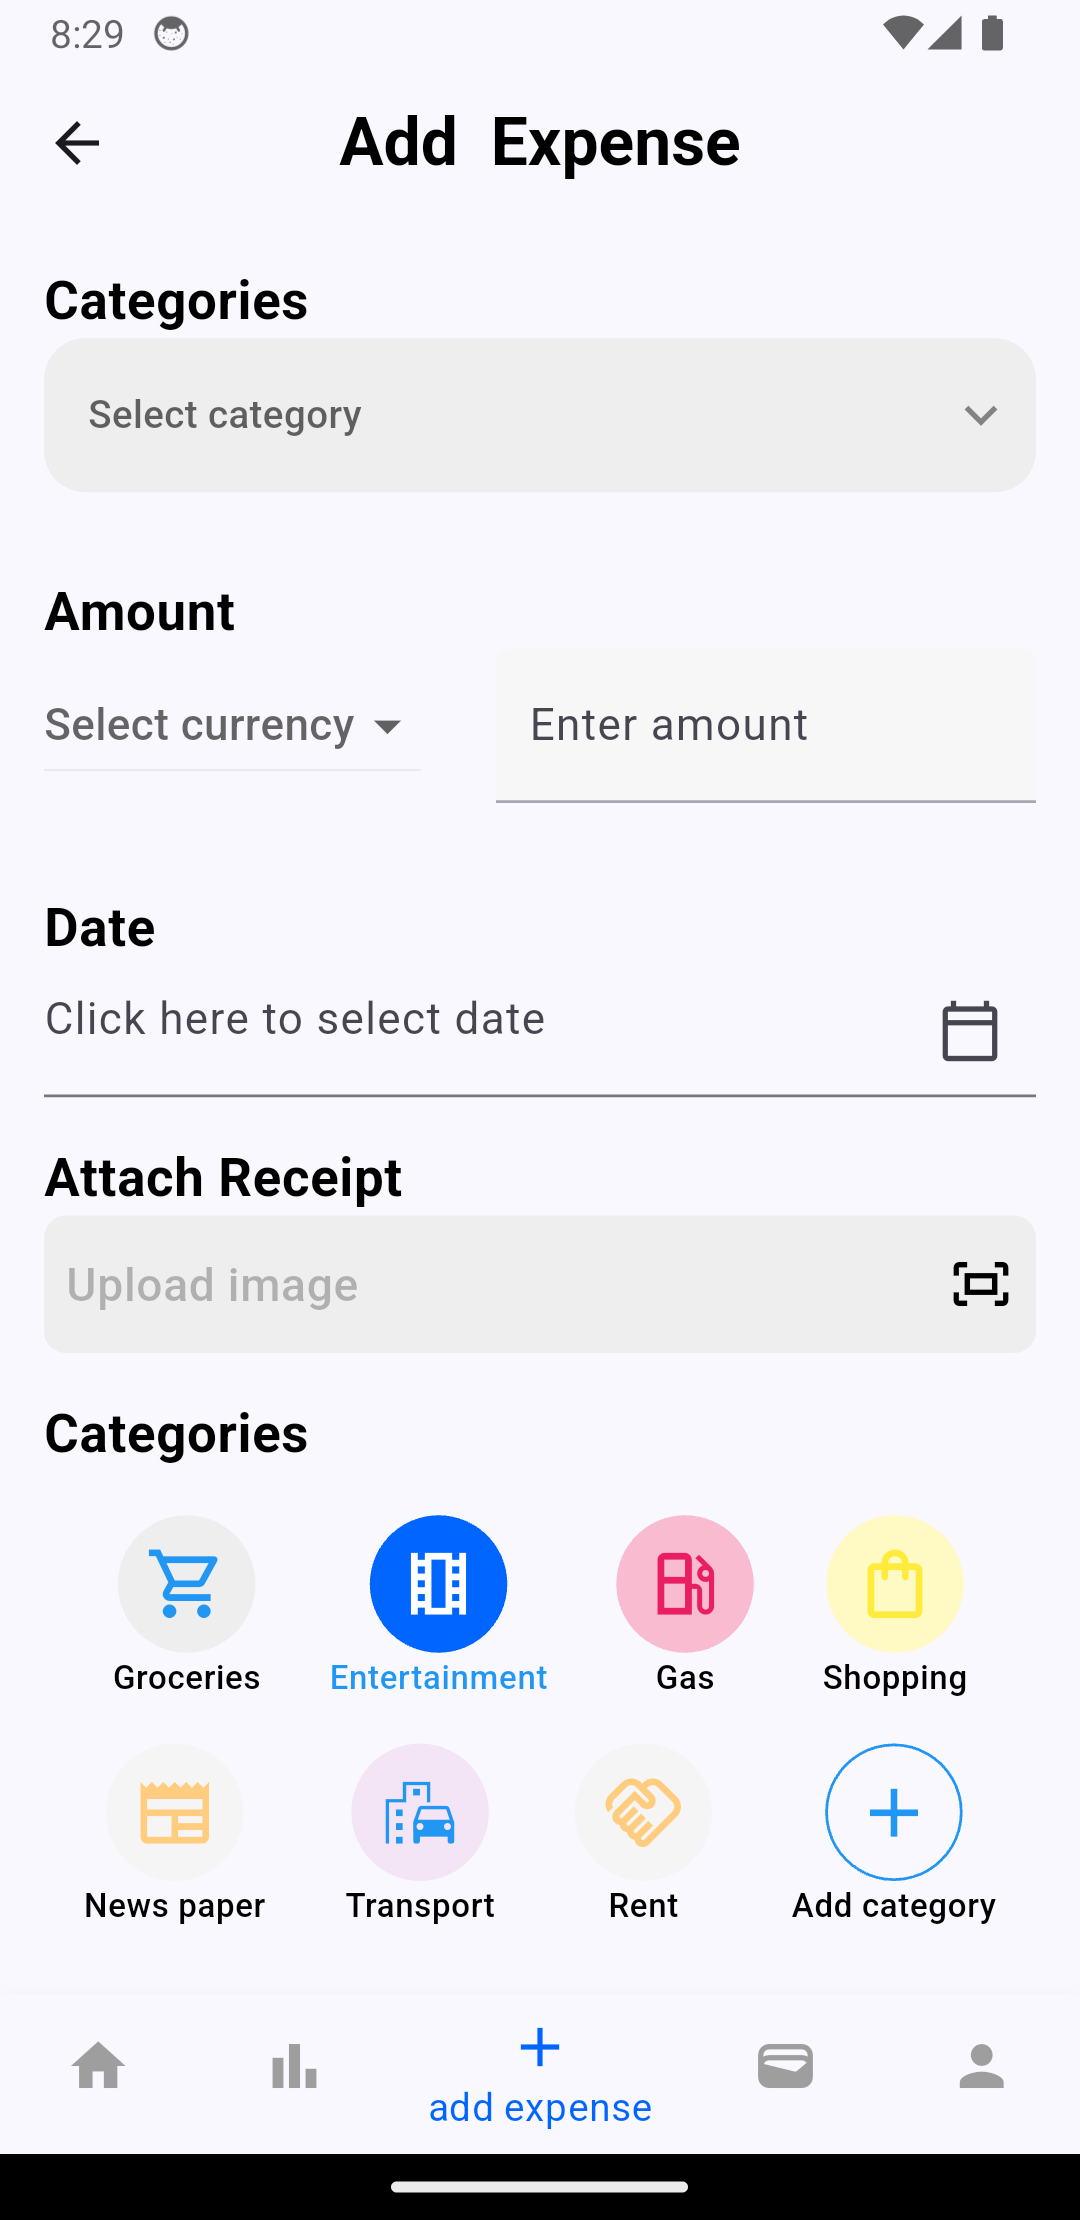 8:29
Add Expense
Categories
Select category
Amount
Select currency
Enter amount
Date
Click here to select date
Attach Receipt
Upload image
Categories
Groceries Entertainment Gas Shopping
News paper Transport Rent Add category
add expense